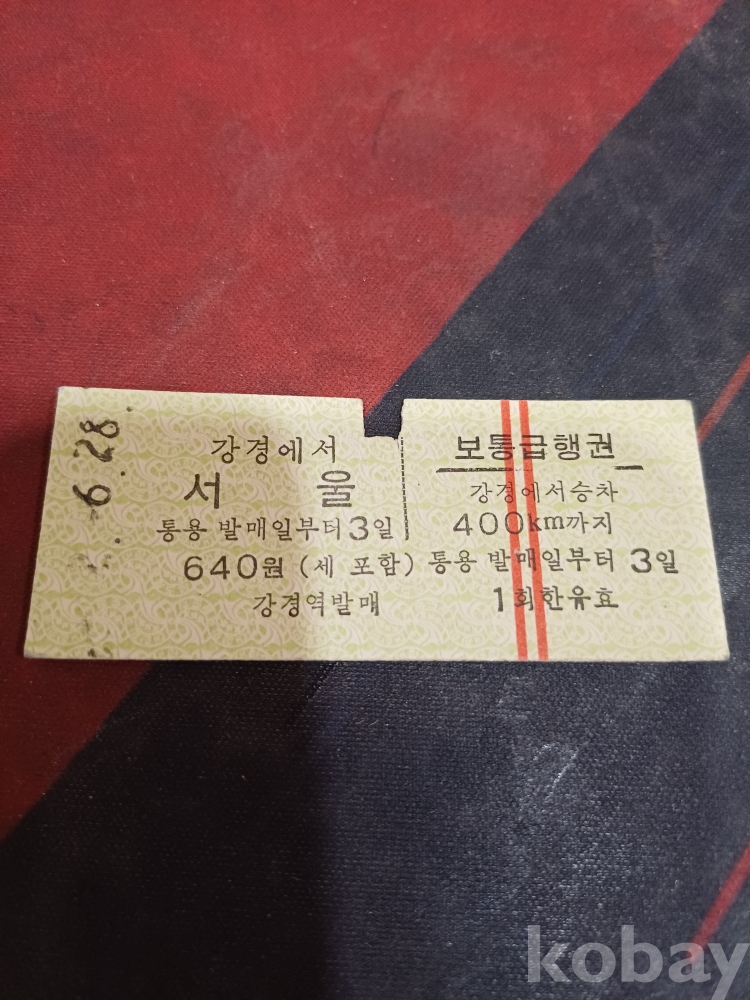 6.28.
강경에서
서 울
통용 발매일부터 3일
640원 (세 포함)
강경역발매
보통급행권
강경에서승차
400km까지
통용 발매일부터 3일
1회한유효
kobay